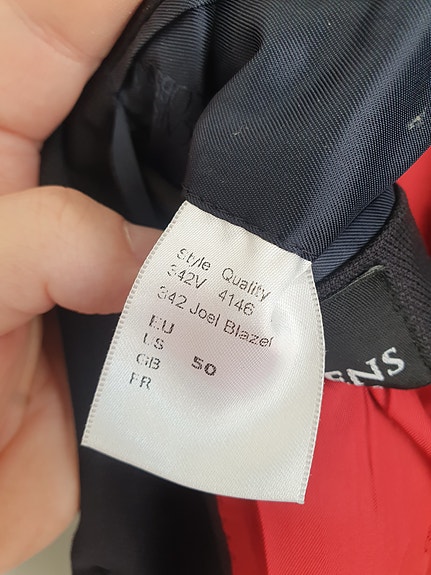 Style Quality
342V 4146
342 Joel Blazer
EU
US
GB 50
FR
ENS